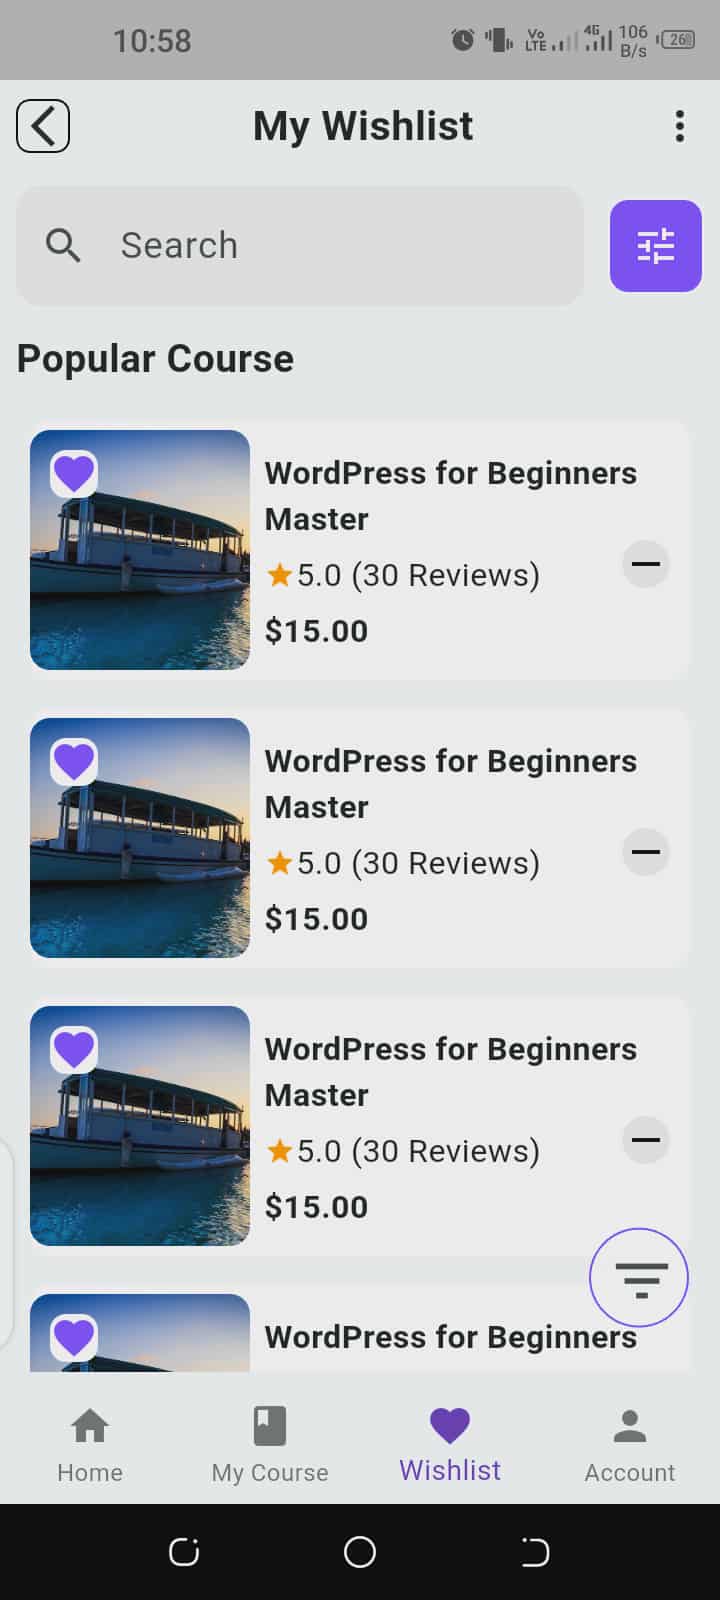 10:58
Vo
LTE
4G
106
B/s
26
My Wishlist
Search
Popular Course
WordPress for Beginners
Master
5.0 (30 Reviews)
$15.00
WordPress for Beginners
Master
5.0 (30 Reviews)
$15.00
WordPress for Beginners
Master
5.0 (30 Reviews)
$15.00
WordPress for Beginners
Home
My Course
Wishlist
Account